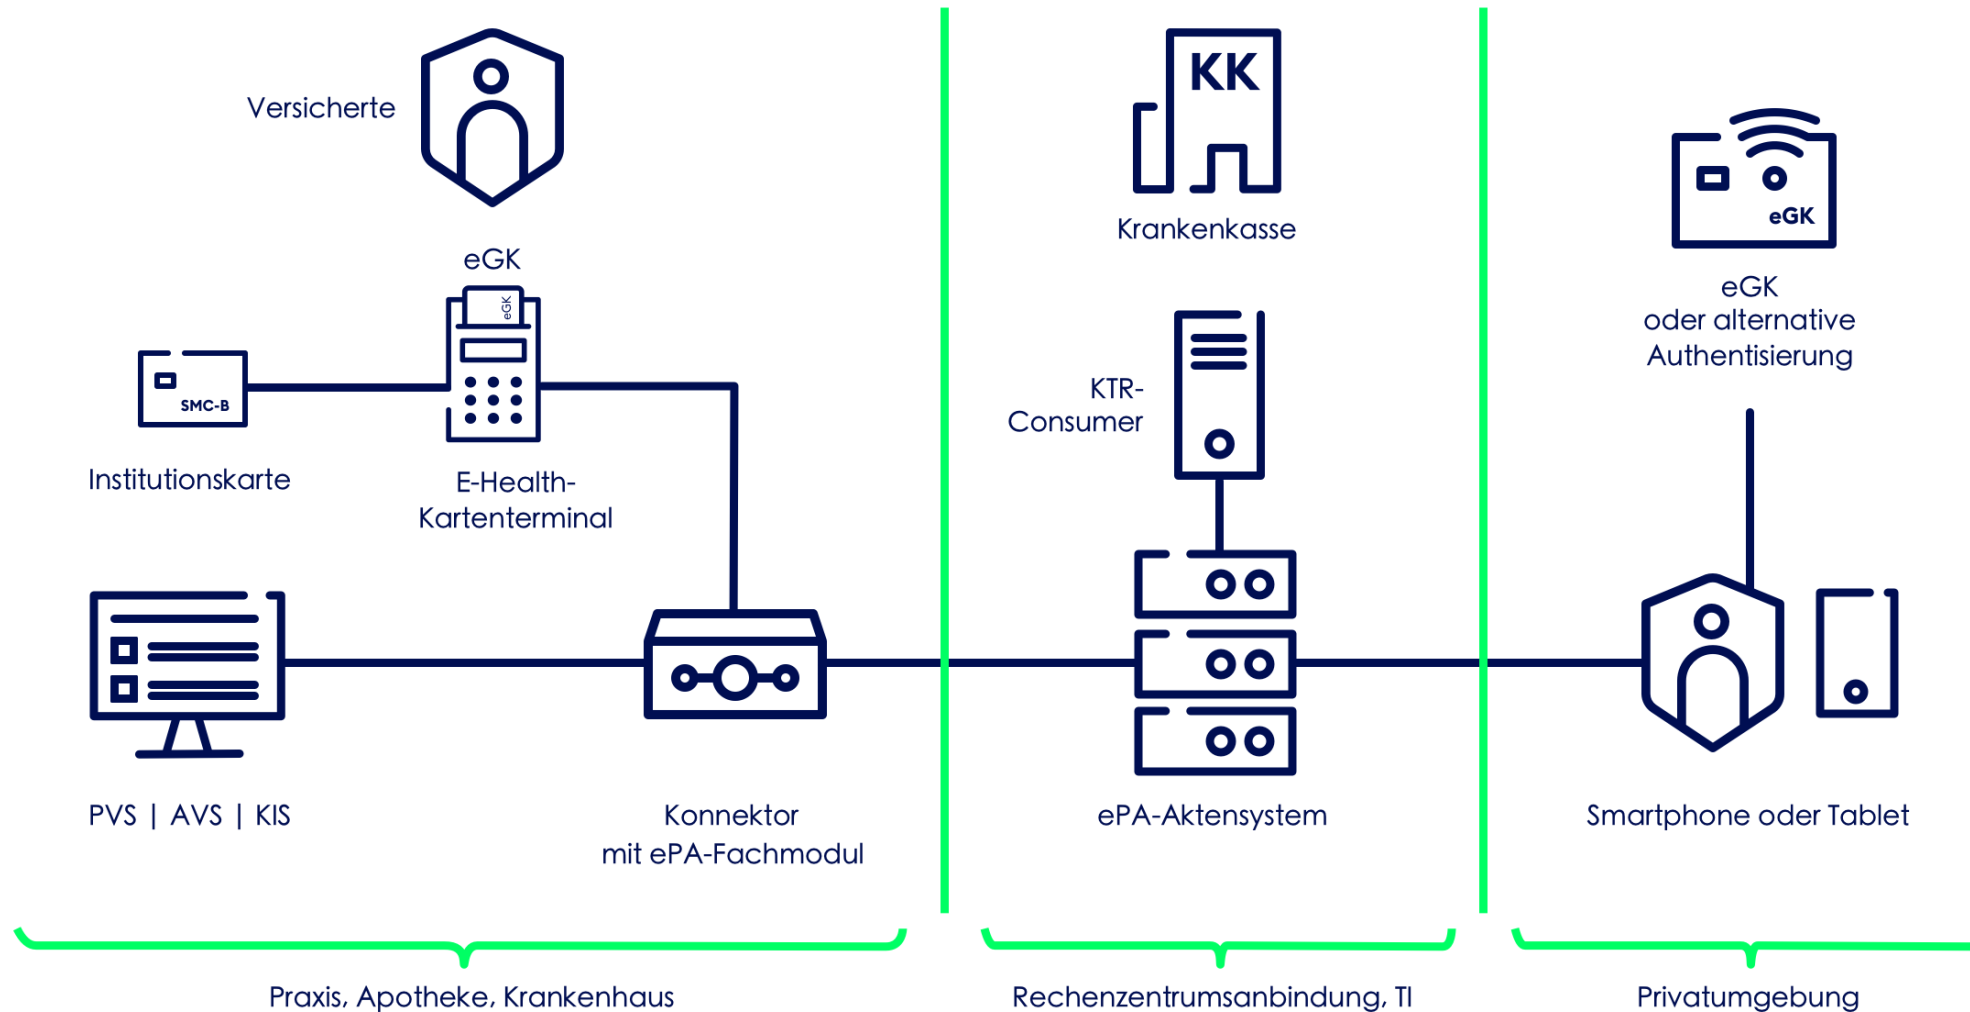 Versicherte
eGK
eGK
SMC-B
Institutionskarte
E-Health-
Kartenterminal
PVS | AVS | KIS
Konnektor
mit ePA-Fachmodul
Praxis, Apotheke, Krankenhaus
KK
Krankenkasse
KTR-
Consumer
ePA-Aktensystem
Rechenzentrumsanbindung, TI
eGK
eGK
oder alternative
Authentisierung
Smartphone oder Tablet
Privatumgebung